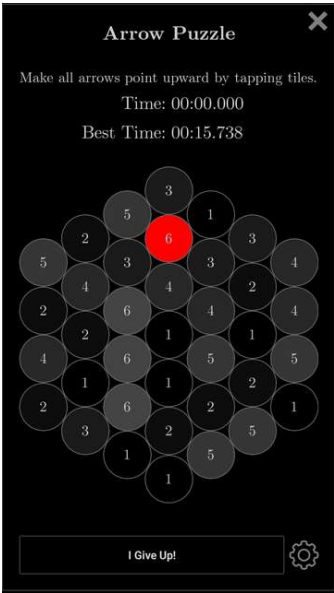 Arrow Puzzle
Make all arrows point upward by tapping tiles.
Time: 00:00.000
Best Time: 00:15.738
3
5 1
2 6 3
5 3 3 4
4 4 2
2 6 4 4
2 1 1
4 6 5 5
1 1 2
2 6 2 1
3 2 5
1 5
1
I Give Up!